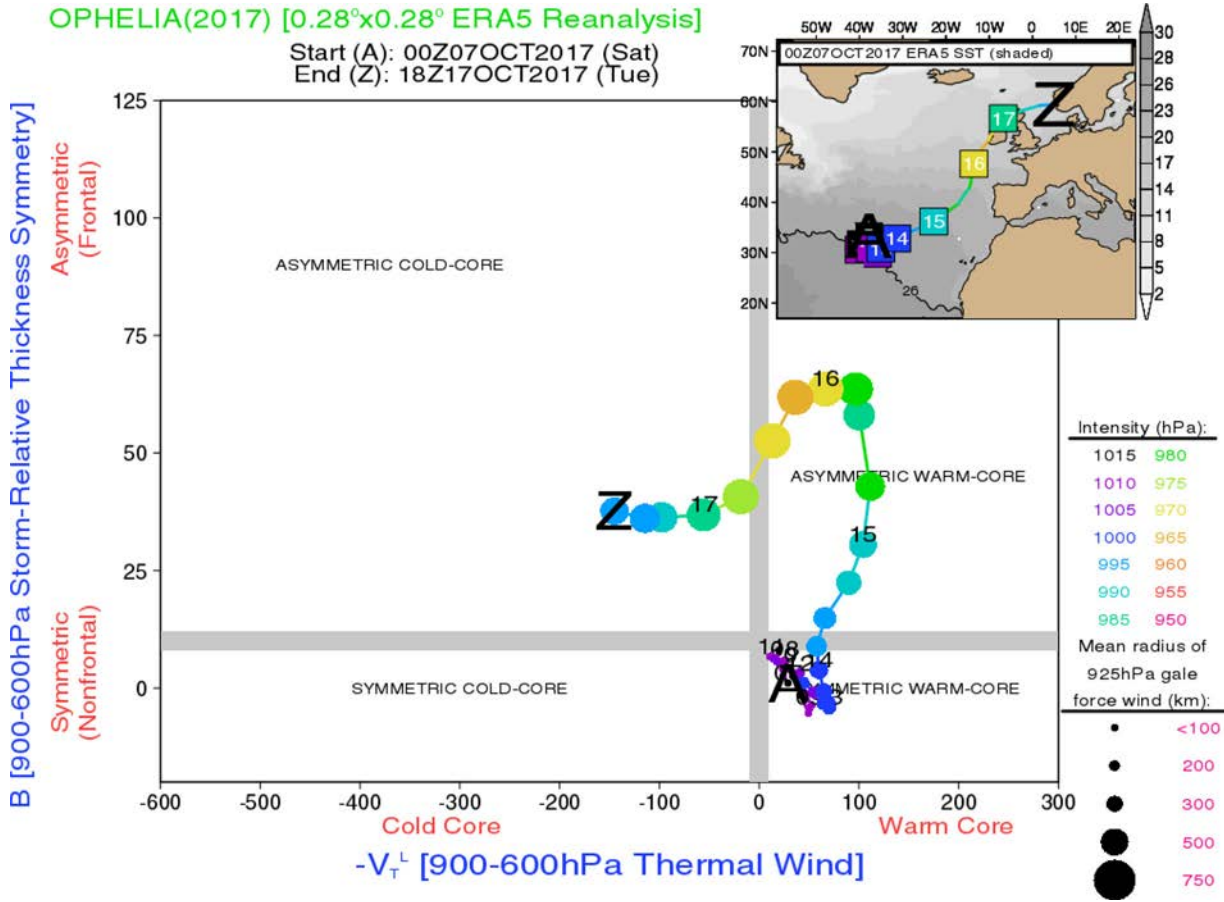 OPHELIA(2017) [0.28°x0.28° ERA5 Reanalysis]
Start (A): 00Z07OCT2017 (Sat)
End (Z): 18Z17OCT2017 (Tue)
50W 40W 30W 20W 10W 0 10E 20E
00Z07OCT2017 ERA5 SST (shaded)
70N
60N
50N
40N
30N
20N
Z
17
16
15
14
A
26
30
28
26
23
20
17
14
11
8
5
2
B [900-600hPa Storm-Relative Thickness Symmetry]
Asymmetric
(Frontal)
Symmetric
(Nonfrontal)
125
100
75
50
25
0
ASYMMETRIC COLD-CORE
ASYMMETRIC WARM-CORE
SYMMETRIC COLD-CORE
METRIC WARM-CORE
16
15
17
Z
14
A
-600 -500 -400 -300 -200 -100 0 100 200 300
Cold Core
Warm Core
-V_T^L [900-600hPa Thermal Wind]
Intensity (hPa):
1015 980
1010 975
1005 970
1000 965
995 960
990 955
985 950
Mean radius of
925hPa gale
force wind (km):
<100
200
300
500
750